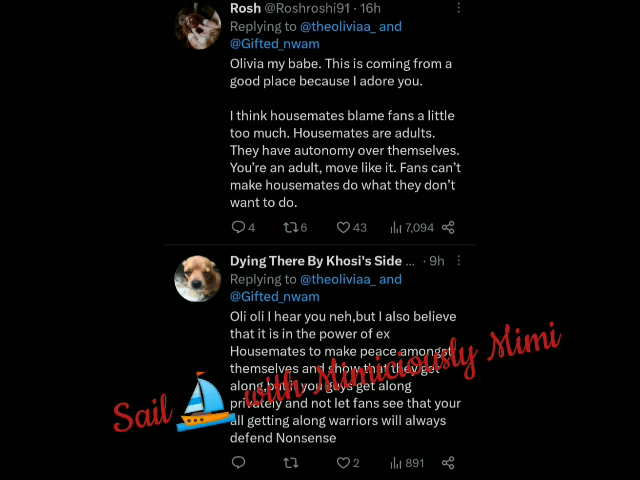 Rosh @Roshroshi91 · 16h
Replying to @theoliviaa_ and
@Gifted_nwam
Olivia my babe. This is coming from a
good place because I adore you.
I think housemates blame fans a little
too much. Housemates are adults.
They have autonomy over themselves.
You're an adult, move like it. Fans can't
make housemates do what they don't
want to do.
4 6 43 7,094
Dying There By Khosi's Side ... · 9h
Replying to @theoliviaa_ and
@Gifted_nwam
Oli oli I hear you neh,but I also believe
that it is in the power of ex
Housemates to make peace amongst
themselves and show that they get
along,but if you guys get along
privately and not let fans see that your
all getting along warriors will always
defend Nonsense
2 891
Sail with Mimiciously Mimi